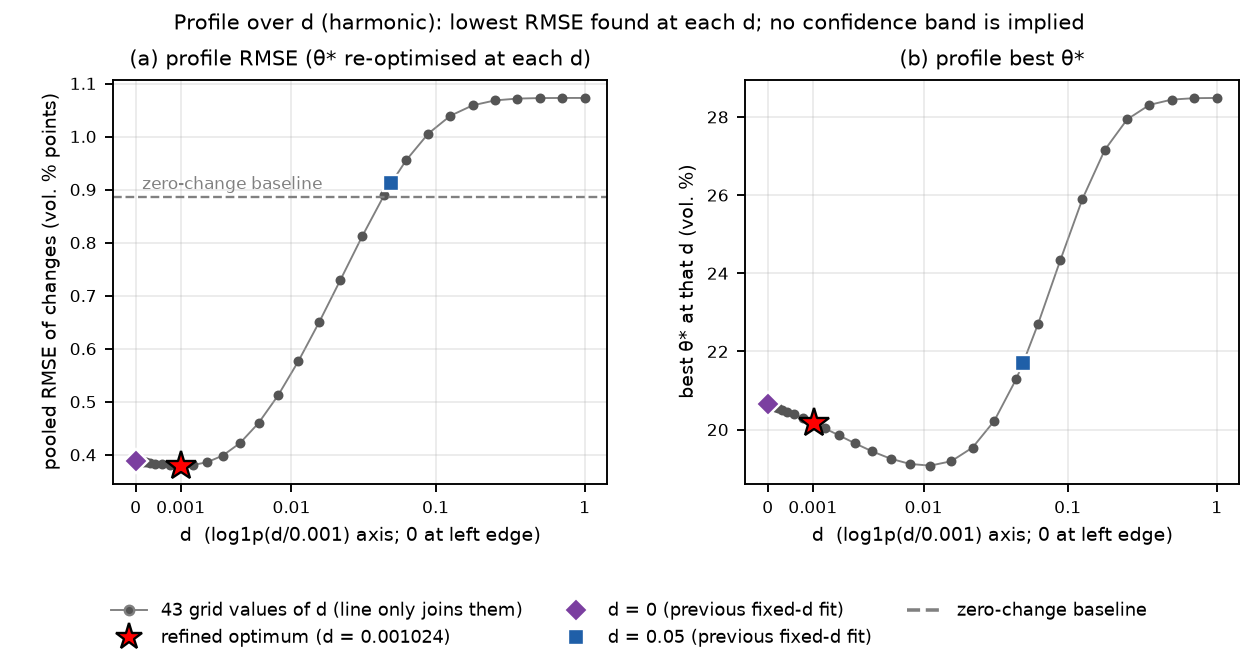 Profile over d (harmonic): lowest RMSE found at each d; no confidence band is implied
(a) profile RMSE (θ* re-optimised at each d)
pooled RMSE of changes (vol. % points)
1.1
1.0
0.9
0.8
0.7
0.6
0.5
0.4
zero-change baseline
0 0.001 0.01 0.1 1
d (log1p(d/0.001) axis; 0 at left edge)
(b) profile best θ*
best θ* at that d (vol. %)
28
26
24
22
20
0 0.001 0.01 0.1 1
d (log1p(d/0.001) axis; 0 at left edge)
43 grid values of d (line only joins them)
refined optimum (d = 0.001024)
d = 0 (previous fixed-d fit)
d = 0.05 (previous fixed-d fit)
zero-change baseline